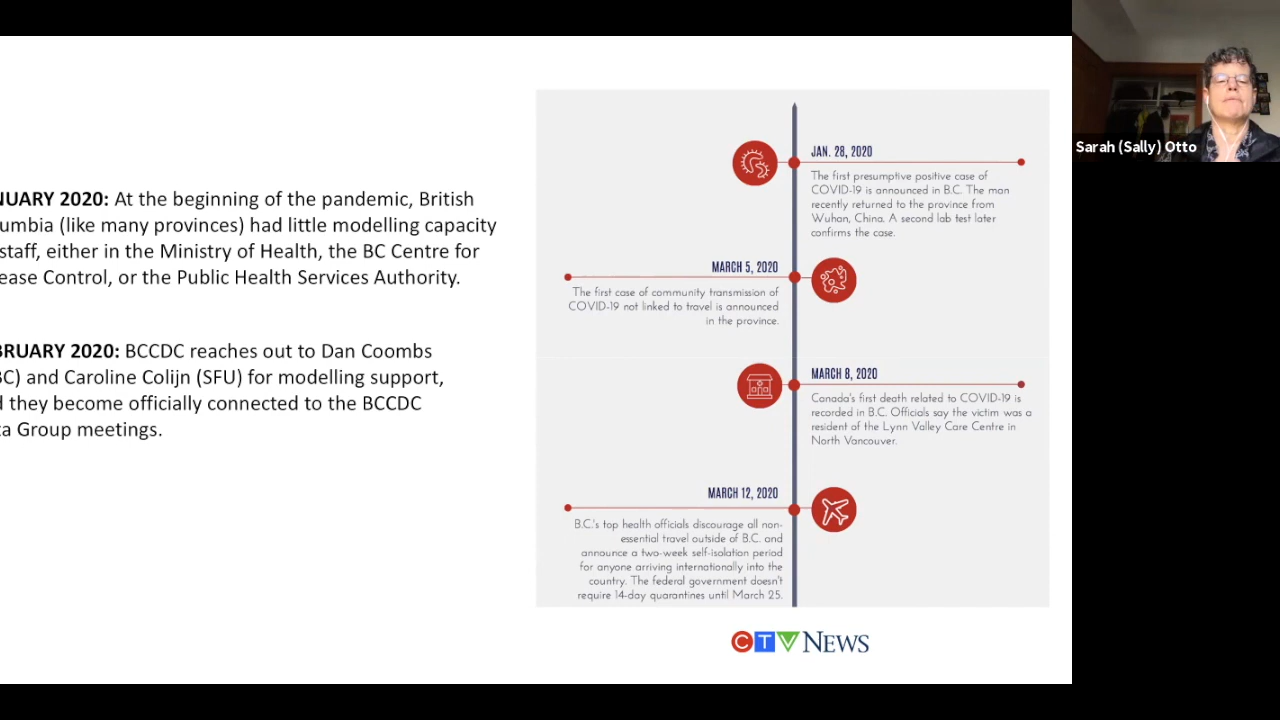 NUARY 2020: At the beginning of the pandemic, British
umbia (like many provinces) had little modelling capacity
staff, either in the Ministry of Health, the BC Centre for
ease Control, or the Public Health Services Authority.
BRUARY 2020: BCCDC reaches out to Dan Coombs
BC) and Caroline Colijn (SFU) for modelling support,
d they become officially connected to the BCCDC
ta Group meetings.
JAN. 28, 2020
The first presumptive positive case of
COVID-19 is announced in B.C. The man
recently returned to the province from
Wuhan, China. A second lab test later
confirms the case.
MARCH 5, 2020
The first case of community transmission of
COVID-19 not linked to travel is announced
in the province.
MARCH 8, 2020
Canada's first death related to COVID-19 is
recorded in B.C. Officials say the victim was a
resident of the Lynn Valley Care Centre in
North Vancouver.
MARCH 12, 2020
B.C.'s top health officials discourage all non-
essential travel outside of B.C. and
announce a two-week self-isolation period
for anyone arriving internationally into the
country. The federal government doesn't
require 14-day quarantines until March 25.
CTV NEWS
Sarah (Sally) Otto